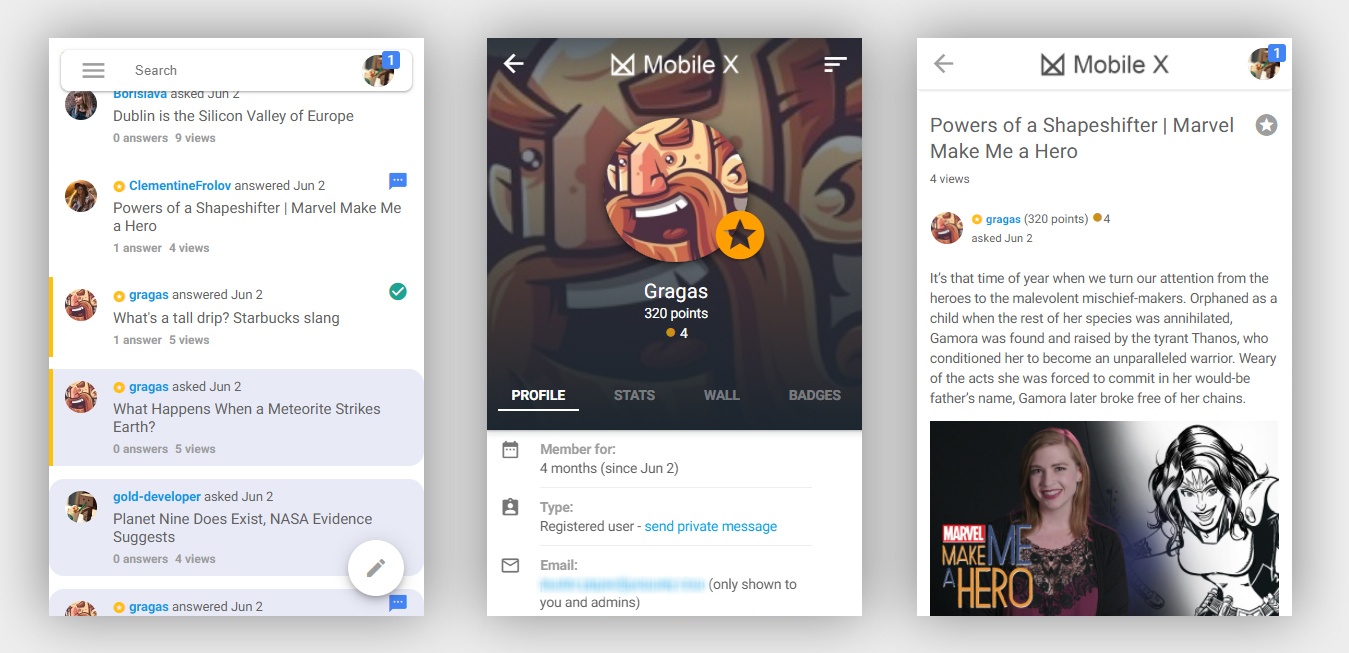 Search
1
Borislava asked Jun 2
Dublin is the Silicon Valley of Europe
0 answers 9 views
ClementineFrolov answered Jun 2
Powers of a Shapeshifter | Marvel Make Me
a Hero
1 answer 4 views
gragas answered Jun 2
What's a tall drip? Starbucks slang
1 answer 5 views
gragas asked Jun 2
What Happens When a Meteorite Strikes
Earth?
0 answers 5 views
gold-developer asked Jun 2
Planet Nine Does Exist, NASA Evidence
Suggests
0 answers 4 views
gragas answered Jun 2
Mobile X
Gragas
320 points
4
PROFILE STATS WALL BADGES
Member for:
4 months (since Jun 2)
Type:
Registered user - send private message
Email:
(only shown to
you and admins)
Mobile X
1
Powers of a Shapeshifter | Marvel
Make Me a Hero
4 views
gragas (320 points) 4
asked Jun 2
It's that time of year when we turn our attention from the
heroes to the malevolent mischief-makers. Orphaned as a
child when the rest of her species was annihilated,
Gamora was found and raised by the tyrant Thanos, who
conditioned her to become an unparalleled warrior. Weary
of the acts she was forced to commit in her would-be
father's name, Gamora later broke free of her chains.
MARVEL
MAKE ME
A HERO